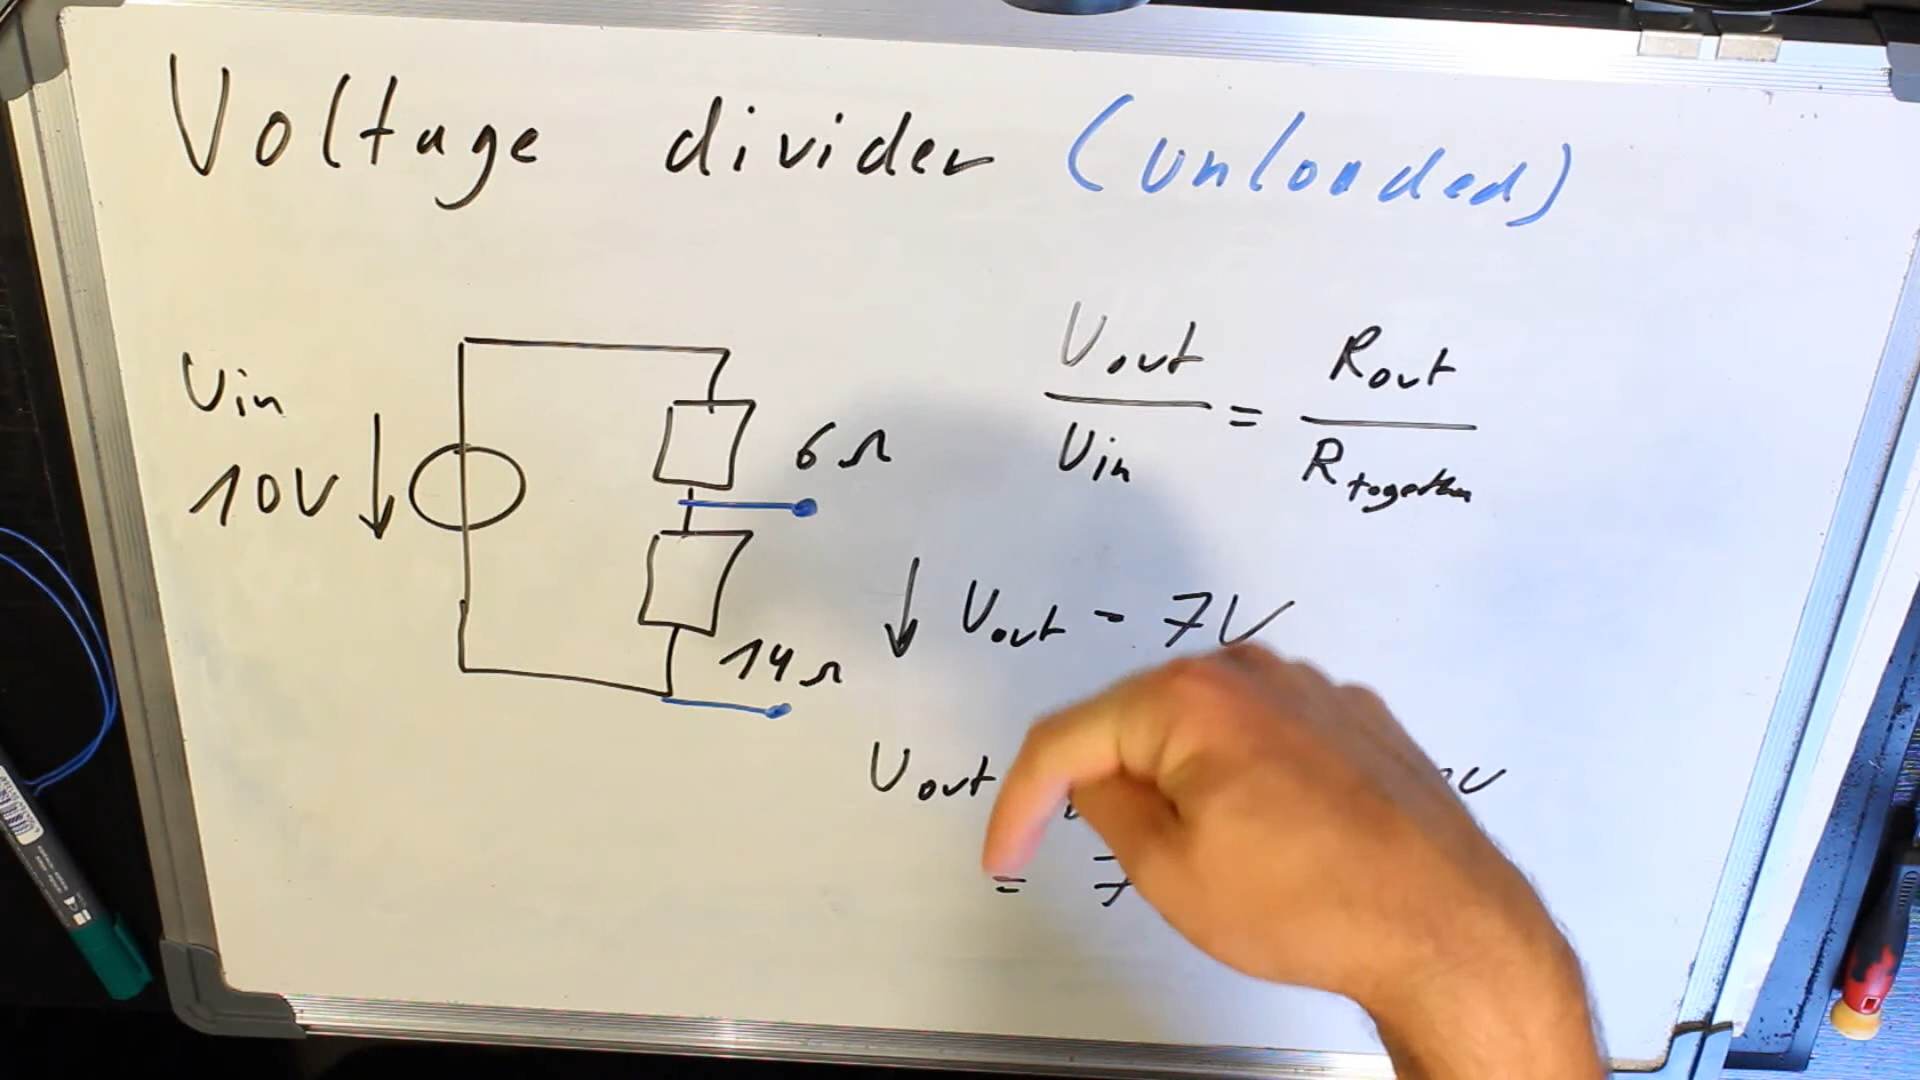 Voltage divider (unloaded)
Vout
Vin
=
Rout
Rtogether
Uin
10V
6Ω
14Ω
Vout = 7V
Vout
= 7